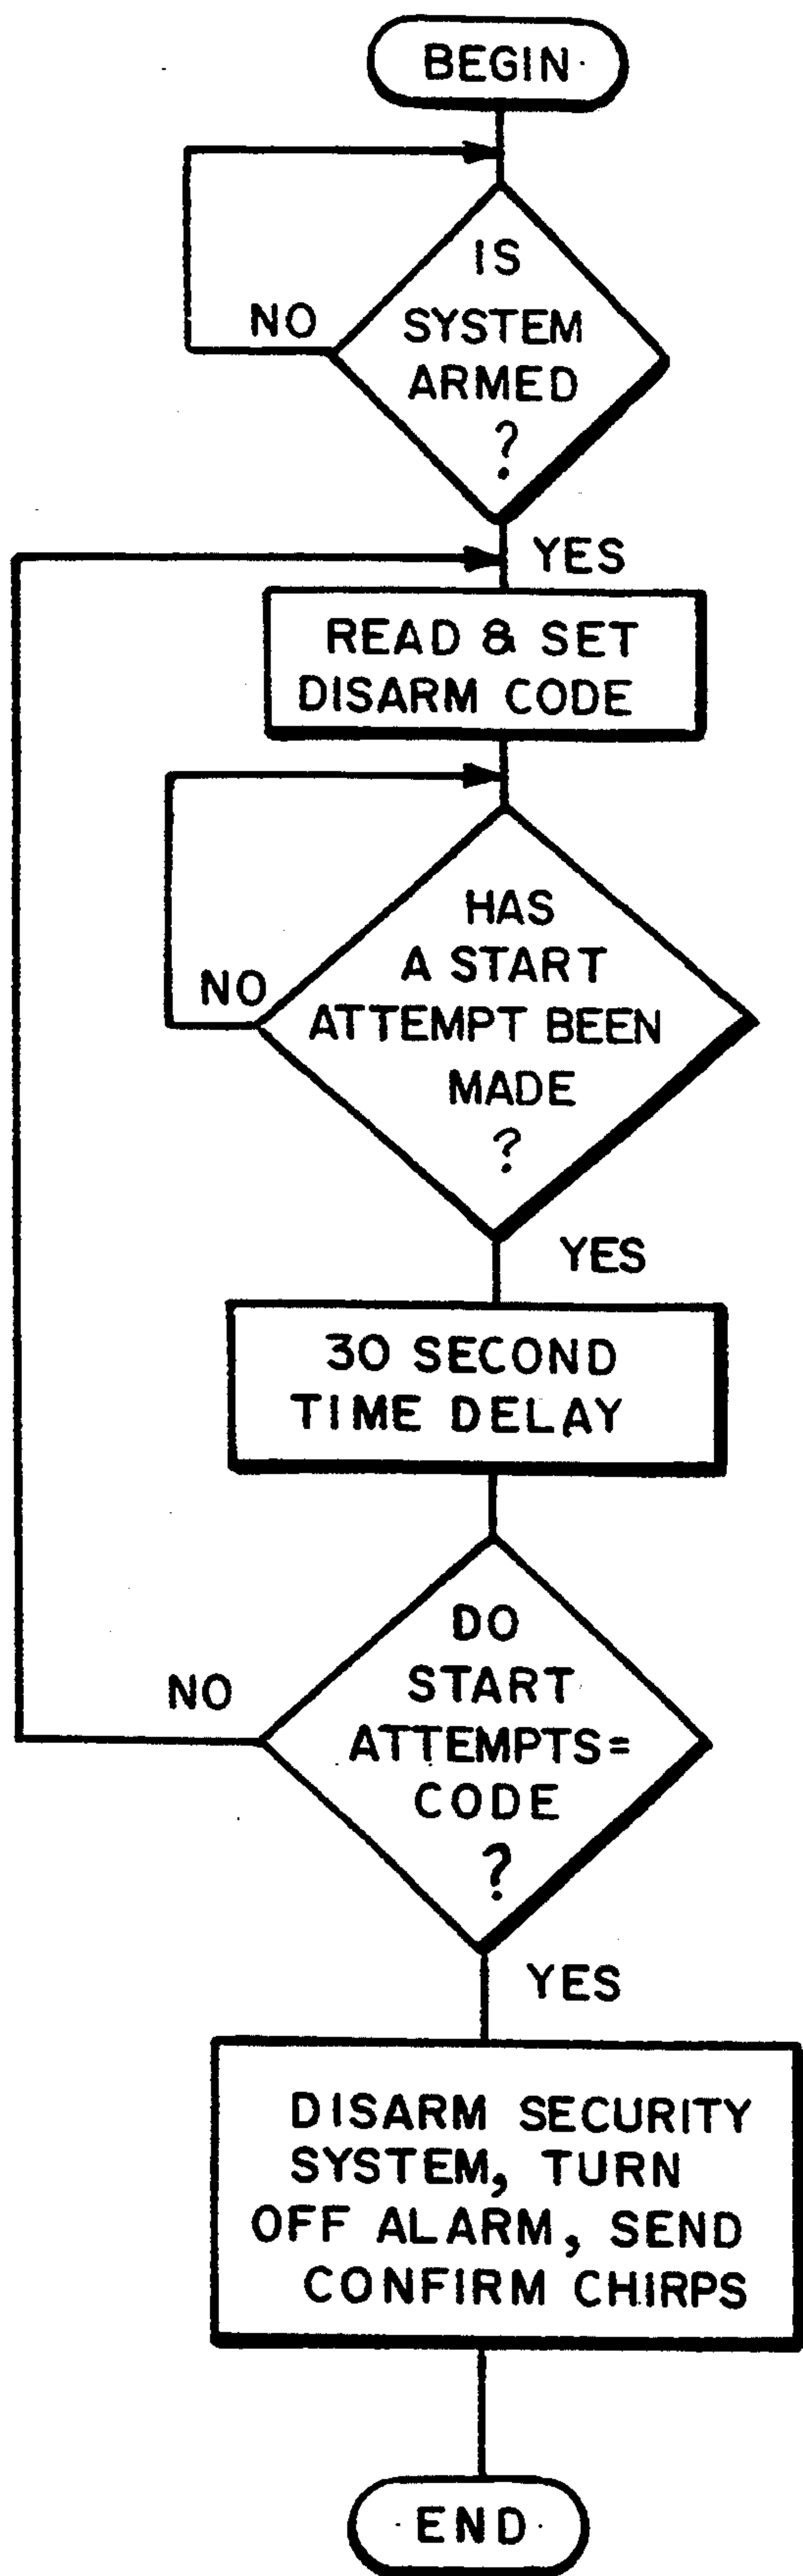 BEGIN
IS
SYSTEM
ARMED
?
NO
YES
READ & SET
DISARM CODE
HAS
A START
ATTEMPT BEEN
MADE
?
NO
YES
30 SECOND
TIME DELAY
DO
START
ATTEMPTS=
CODE
?
NO
YES
DISARM SECURITY
SYSTEM, TURN
OFF ALARM, SEND
CONFIRM CHIRPS
END